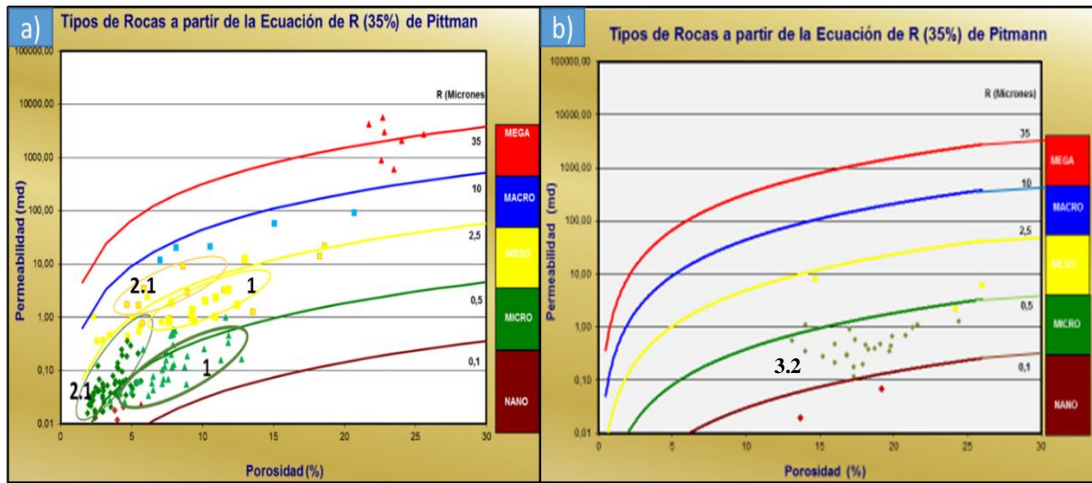 a)
Tipos de Rocas a partir de la Ecuación de R (35%) de Pittman
100000,00
10000,00
1000,00
100,00
10,00
1,00
0,10
0,01
Permeabilidad (md)
R (Micrones)
35
10
2,5
0,5
0,1
MEGA
MACRO
MESO
MICRO
NANO
2.1
1
2.1
1
0
5
10
15
20
25
30
Porosidad (%)
b)
Tipos de Rocas a partir de la Ecuación de R (35%) de Pitmann
100000,00
10000,00
1000,00
100,00
10,00
1,00
0,10
0,01
Permeabilidad (md)
R (Micrones)
35
10
2,5
0,5
0,1
MEGA
MACRO
MESO
MICRO
NANO
3.2
0
5
10
15
20
25
30
Porosidad (%)